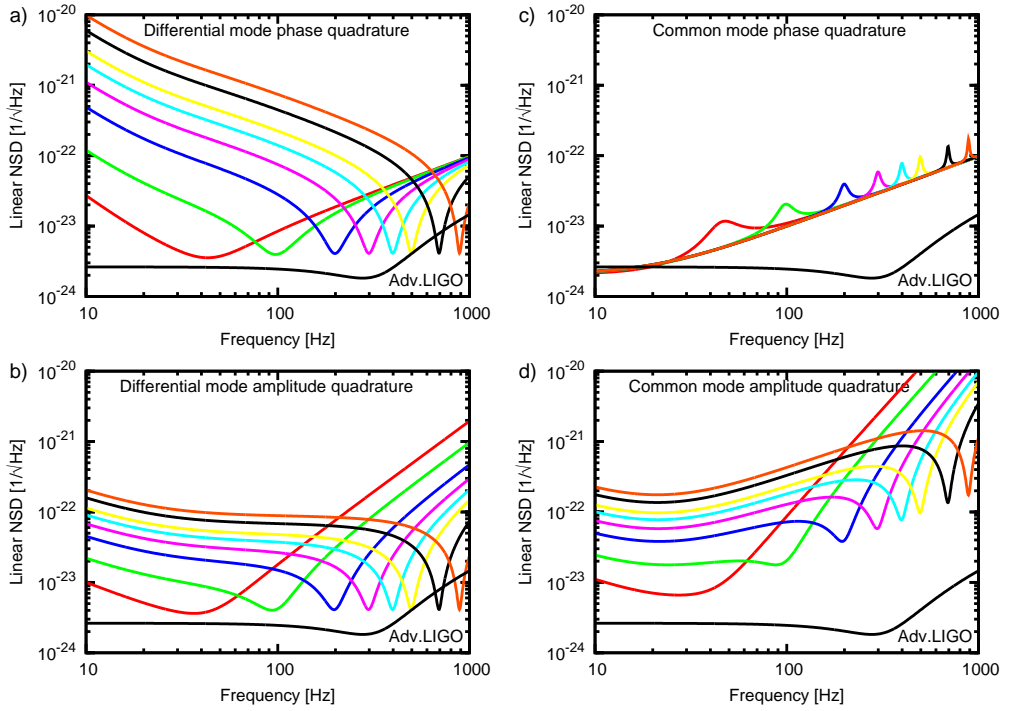 a)
Differential mode phase quadrature
10^-20
10^-21
10^-22
10^-23
10^-24
Linear NSD [1/√Hz]
Adv.LIGO
10
100
1000
Frequency [Hz]
c)
Common mode phase quadrature
10^-20
10^-21
10^-22
10^-23
10^-24
Linear NSD [1/√Hz]
Adv.LIGO
10
100
1000
Frequency [Hz]
b)
Differential mode amplitude quadrature
10^-20
10^-21
10^-22
10^-23
10^-24
Linear NSD [1/√Hz]
Adv.LIGO
10
100
1000
Frequency [Hz]
d)
Common mode amplitude quadrature
10^-20
10^-21
10^-22
10^-23
10^-24
Linear NSD [1/√Hz]
Adv.LIGO
10
100
1000
Frequency [Hz]